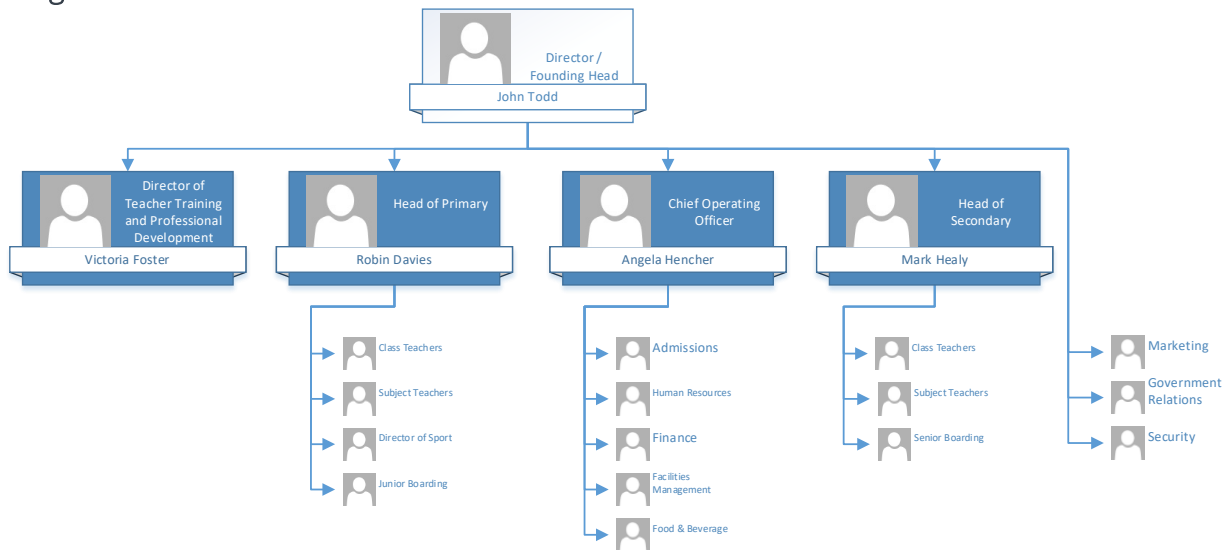 Director /
Founding Head
John Todd
Director of
Teacher Training
and Professional
Development
Victoria Foster
Head of Primary
Robin Davies
Chief Operating
Officer
Angela Hencher
Head of
Secondary
Mark Healy
Class Teachers
Subject Teachers
Director of Sport
Junior Boarding
Admissions
Human Resources
Finance
Facilities
Management
Food & Beverage
Class Teachers
Subject Teachers
Senior Boarding
Marketing
Government
Relations
Security